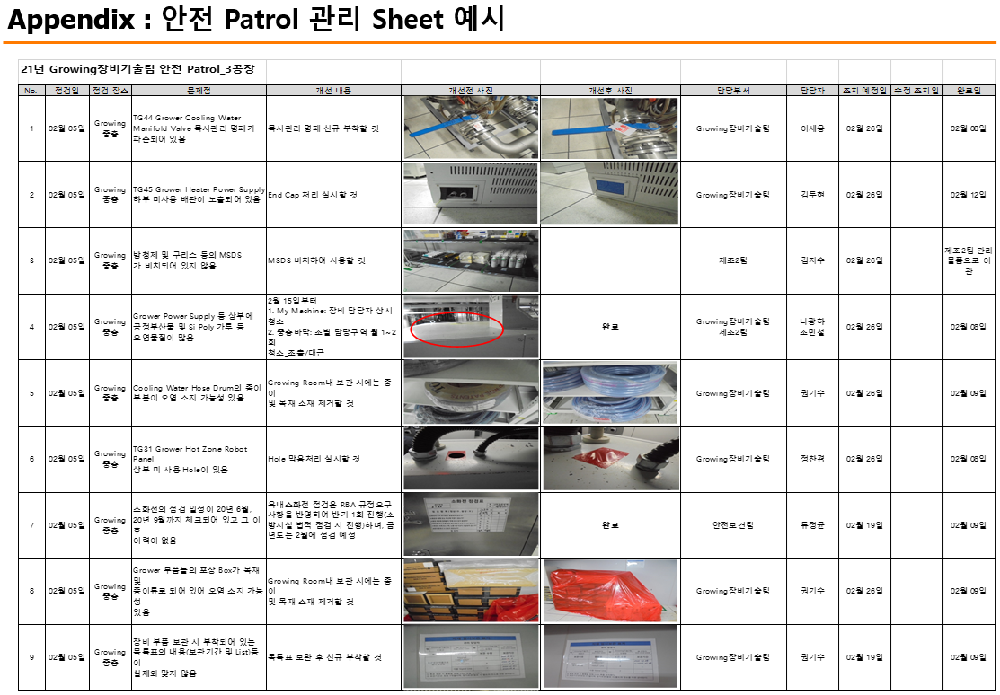 Appendix : 안전 Patrol 관리 Sheet 예시
21년 Growing장비기술팀 안전 Patrol_3공장
No. 점검일 점검 장소 문제점 개선 내용 개선전 사진 개선후 사진 담당부서 담당자 조치 예정일 수정 조치일 완료일
1 02월 05일 Growing
중층
TG44 Grower Cooling Water
Manifold Valve 목시관리 명패가
파손되어 있음
목시관리 명패 신규 부착할 것
Growing장비기술팀 이세용 02월 26일 02월 08일
2 02월 05일 Growing
중층
TG45 Grower Heater Power Supply
하부 미사용 배관이 노출되어 있음
End Cap 처리 실시할 것
Growing장비기술팀 김두현 02월 26일 02월 12일
3 02월 05일 Growing
중층
방청제 및 구리스 등의 MSDS
가 비치되어 있지 않음
MSDS 비치하여 사용할 것
제조2팀 김지수 02월 26일
제조2팀 관리
물품으로 이
관
4 02월 05일 Growing
중층
Grower Power Supply 등 상부에
공정부산물 및 Si Poly 가루 등
오염물질이 많음
2월 15일부터
1. My Machine: 장비 담당자 상시
청소
2. 중층바닥: 조별 담당구역 월 1~2
회
청소_조출/대근
완료
Growing장비기술팀
제조2팀
나광하
조민철
02월 26일 02월 08일
5 02월 05일 Growing
중층
Cooling Water Hose Drum의 종이
부분이 오염 소지 가능성 있음
Growing Room내 보관 시에는 종
이
및 목재 소재 제거할 것
Growing장비기술팀 권기수 02월 26일 02월 09일
6 02월 05일 Growing
중층
TG31 Grower Hot Zone Robot
Panel
상부 미 사용 Hole이 있음
Hole 막음처리 실시할 것
Growing장비기술팀 정찬경 02월 26일 02월 08일
7 02월 05일 Growing
중층
소화전의 점검 일정이 20년 6월,
20년 9월까지 체크되어 있고 그 이
후
이력이 없음
옥내소화전 점검은 RBA 규정요구
사항을 반영하여 반기 1회 진행(소
방시설 법적 점검 시 진행)하며, 금
년도는 2월에 점검 예정
소화전 점검표
완료
안전보건팀 류정균 02월 19일 02월 09일
8 02월 05일 Growing
중층
Grower 부품들의 포장 Box가 목재
및
종이류로 되어 있어 오염 소지 가능
성
있음
Growing Room내 보관 시에는 종
이
및 목재 소재 제거할 것
Growing장비기술팀 권기수 02월 26일 02월 09일
9 02월 05일 Growing
중층
장비 부품 보관 시 부착되어 있는
목록표의 내용(보관기간 및 List)등
이
실제와 맞지 않음
목록표 보완 후 신규 부착할 것
Growing장비기술팀 권기수 02월 19일 02월 09일